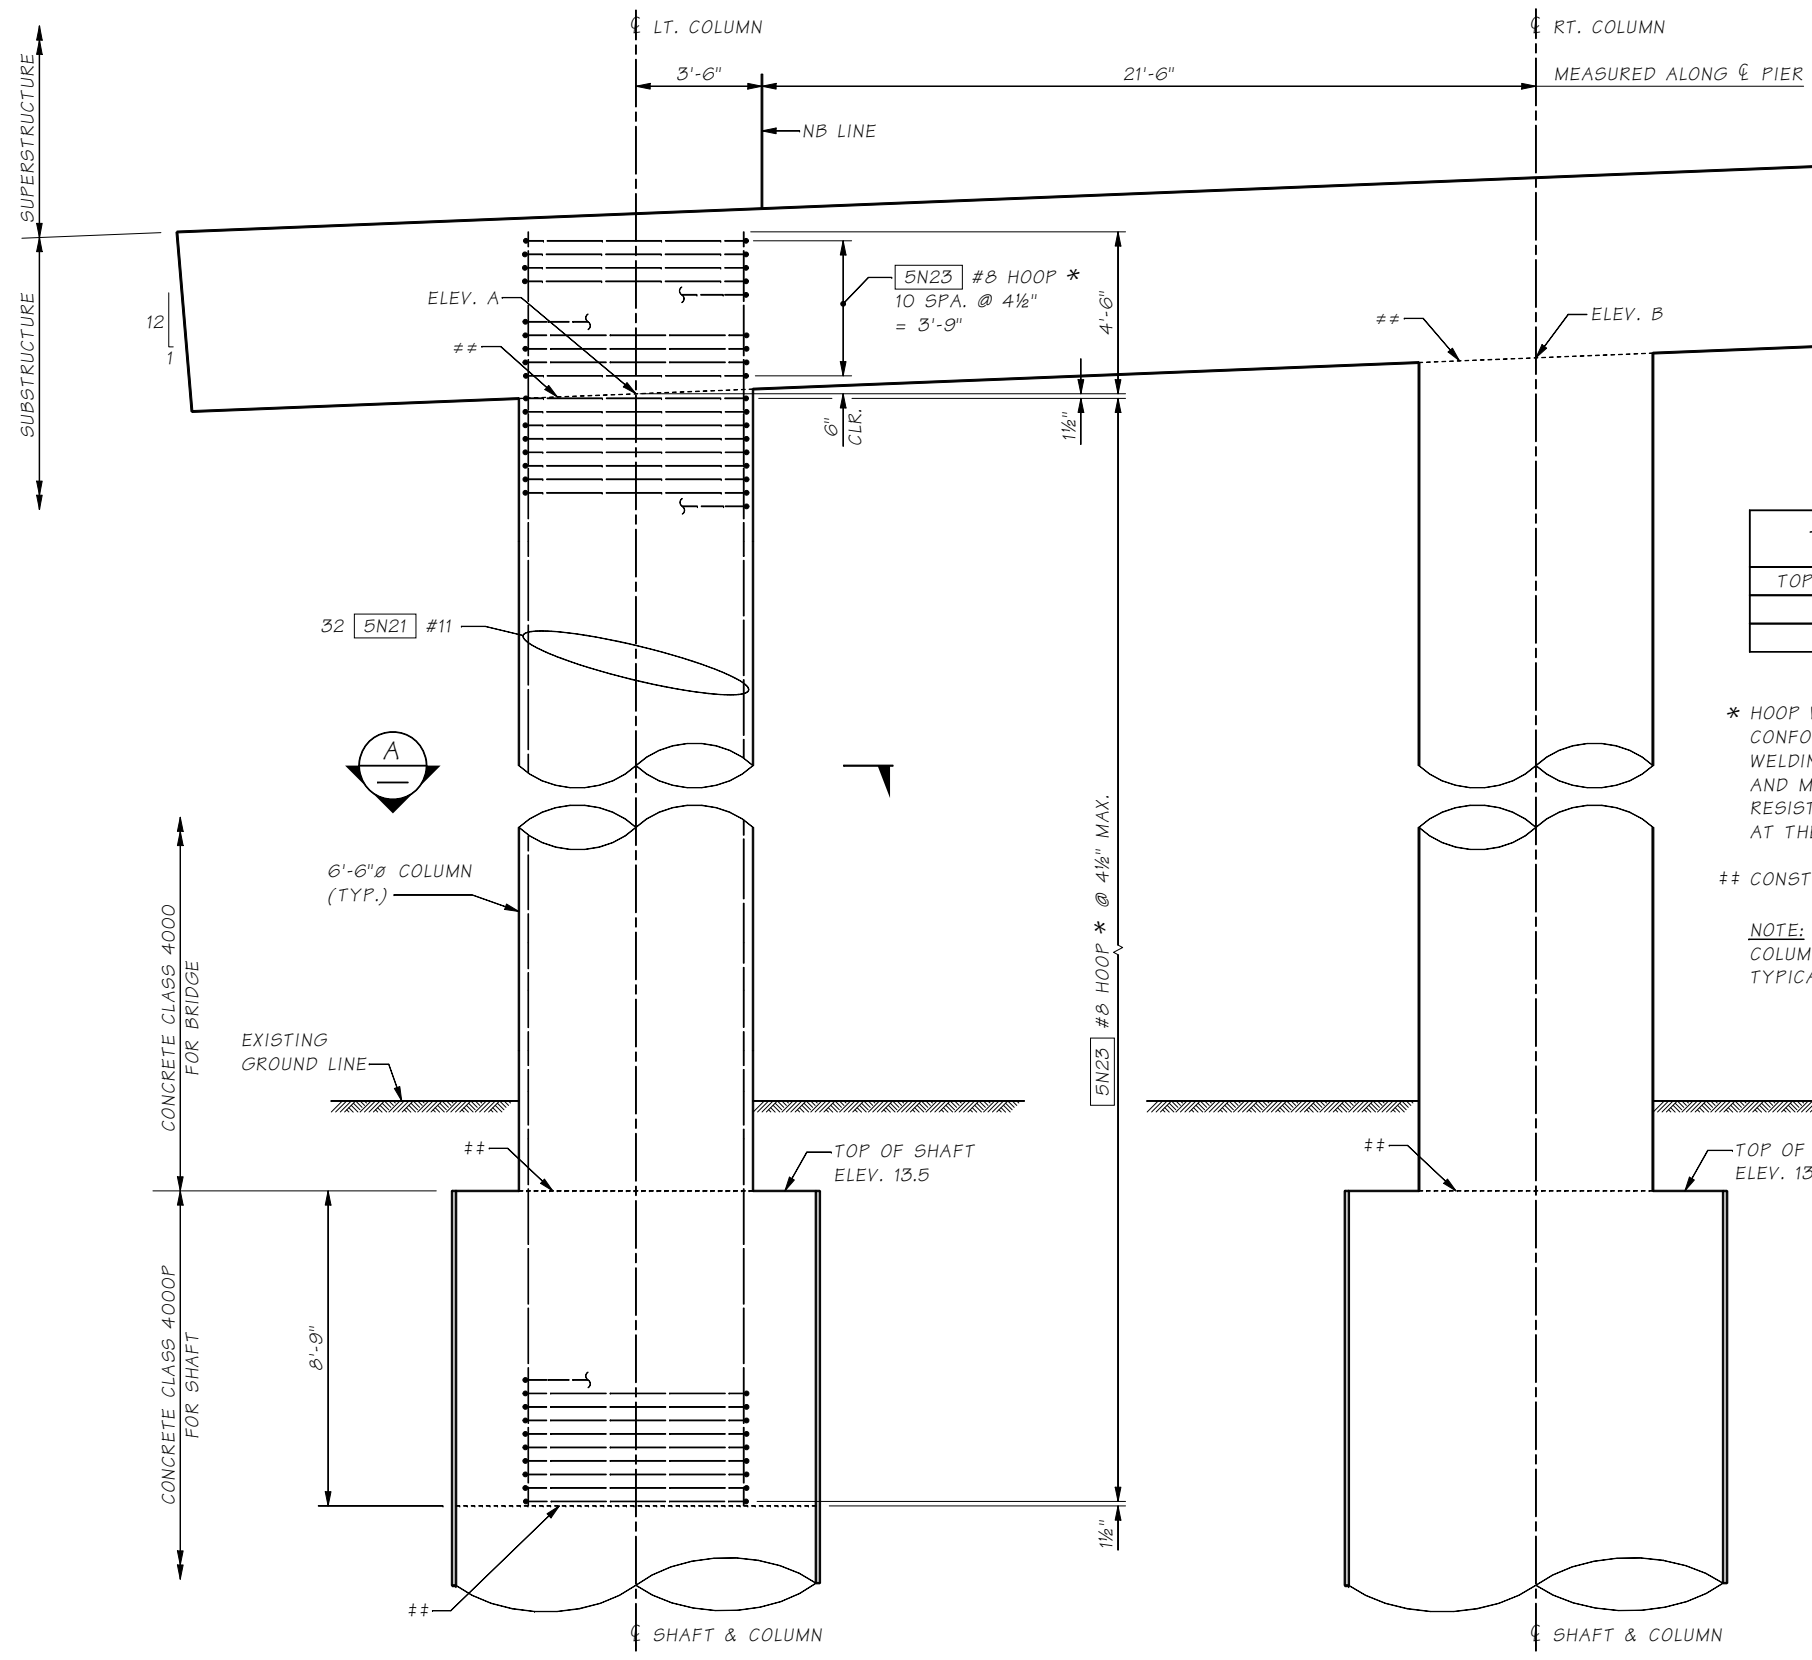 ℄ LT. COLUMN
℄ RT. COLUMN
3'-6"
21'-6"
MEASURED ALONG ℄ PIER
NB LINE
SUPERSTRUCTURE
SUBSTRUCTURE
12
1
ELEV. A
‡‡
5N23 #8 HOOP *
10 SPA. @ 4½"
= 3'-9"
4'-6"
‡‡
ELEV. B
6"
CLR.
1½"
32 5N21 #11
TOP
A
* HOOP
CONFO
WELDIN
AND M
RESIST
AT THE
6'-6"ø COLUMN
(TYP.)
‡‡ CONST
NOTE:
COLUM
TYPICA
5N23 #8 HOOP * @ 4½" MAX.
CONCRETE CLASS 4000
FOR BRIDGE
EXISTING
GROUND LINE
‡‡
TOP OF SHAFT
ELEV. 13.5
‡‡
TOP OF
ELEV. 13
8'-9"
CONCRETE CLASS 4000P
FOR SHAFT
1½"
‡‡
℄ SHAFT & COLUMN
℄ SHAFT & COLUMN